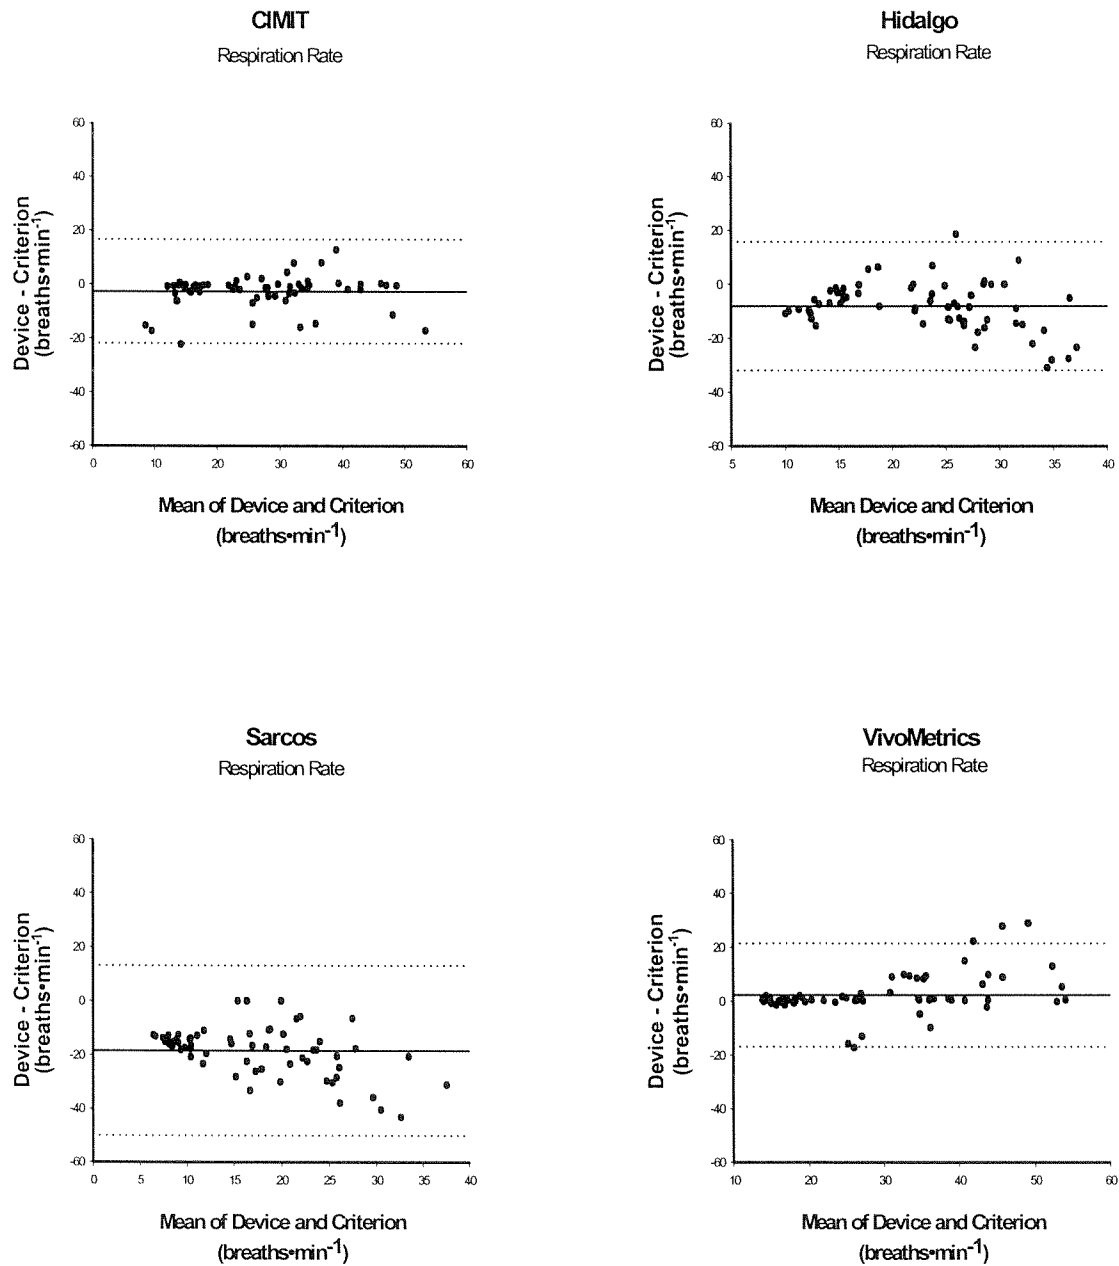 CIMIT
Respiration Rate
60
40
20
0
-20
-40
-60
0 10 20 30 40 50 60
Device - Criterion
(breaths•min-1)
Mean of Device and Criterion
(breaths•min-1)
Hidalgo
Respiration Rate
60
40
20
0
-20
-40
-60
5 10 15 20 25 30 35 40
Device - Criterion
(breaths•min-1)
Mean Device and Criterion
(breaths•min-1)
Sarcos
Respiration Rate
60
40
20
0
-20
-40
-60
0 5 10 15 20 25 30 35 40
Device - Criterion
(breaths•min-1)
Mean of Device and Criterion
(breaths•min-1)
VivoMetrics
Respiration Rate
60
40
20
0
-20
-40
-60
10 20 30 40 50 60
Device - Criterion
(breaths•min-1)
Mean of Device and Criterion
(breaths•min-1)